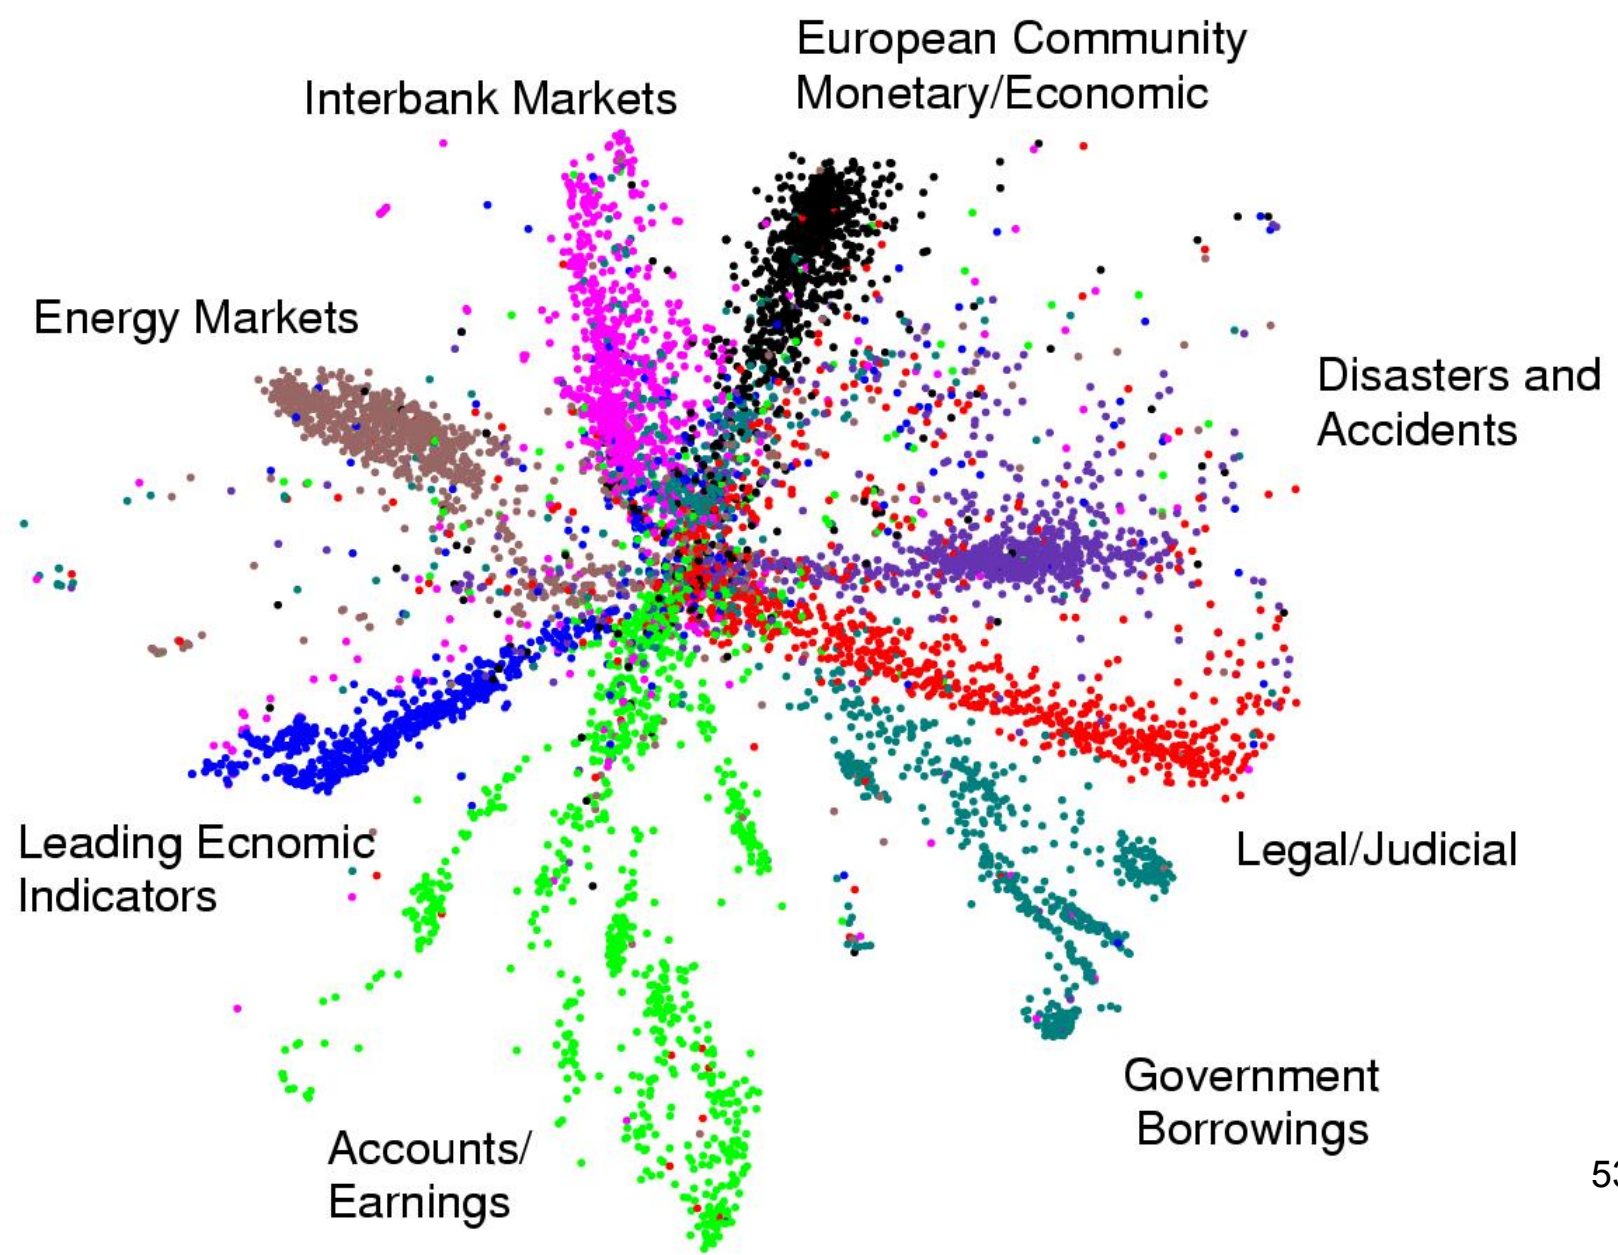 European Community
Monetary/Economic
Interbank Markets
Energy Markets
Disasters and
Accidents
Leading Ecnomic
Indicators
Legal/Judicial
Government
Borrowings
Accounts/
Earnings